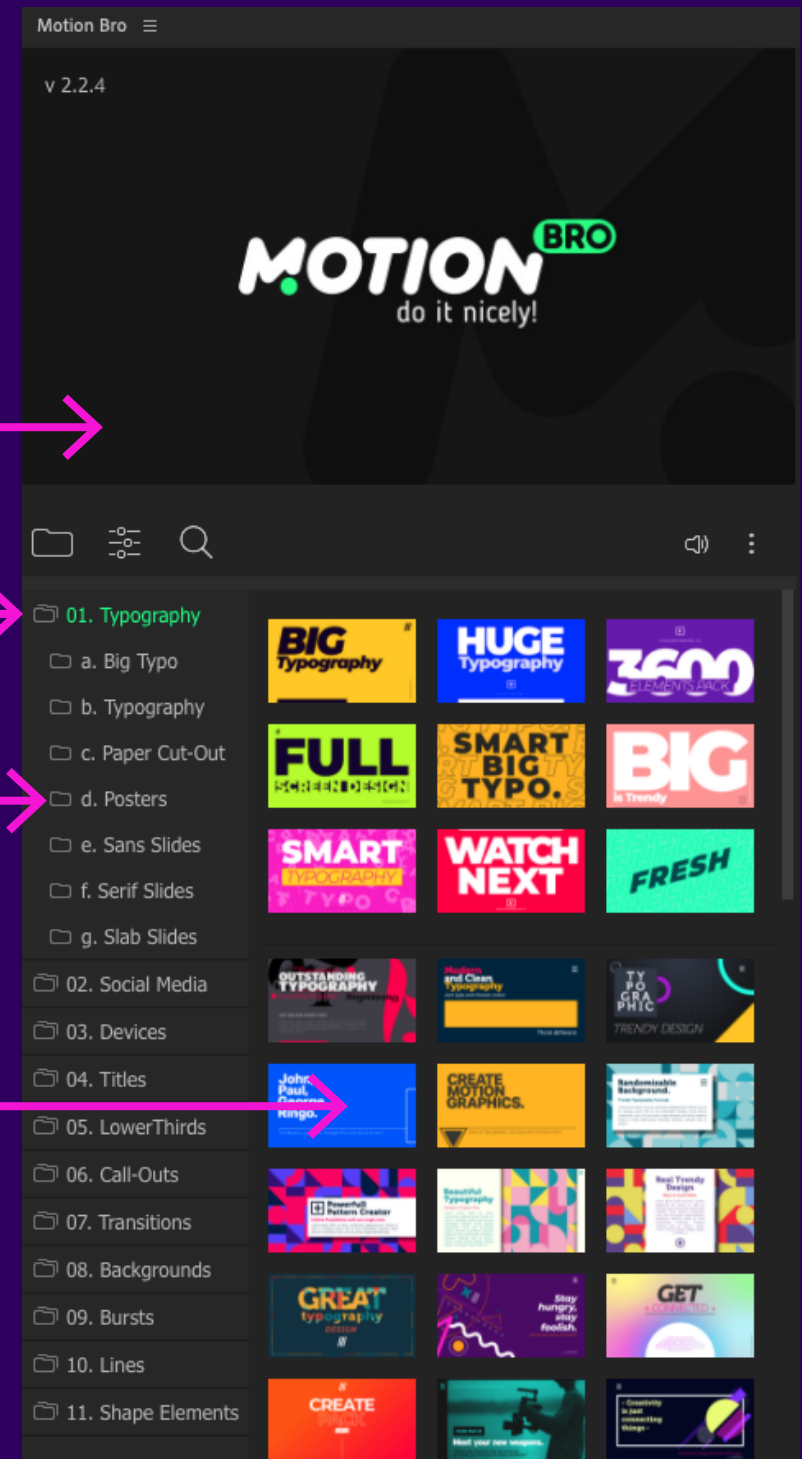 Motion Bro
v 2.2.4
MOTION BRO
do it nicely!
01. Typography
a. Big Typo
b. Typography
c. Paper Cut-Out
d. Posters
e. Sans Slides
f. Serif Slides
g. Slab Slides
02. Social Media
03. Devices
04. Titles
05. LowerThirds
06. Call-Outs
07. Transitions
08. Backgrounds
09. Bursts
10. Lines
11. Shape Elements
BIG
Typography
HUGE
Typography
3600
ELEMENTS PACK
FULL
SCREEN DESIGN
SMART
BIG
TYPO.
BIG
is Trendy
SMART
TYPOGRAPHY
WATCH
NEXT
FRESH
OUTSTANDING
TYPOGRAPHY
Modern
and Clean
Typography
Think different.
TY
PO
GRA
PHIC
TRENDY DESIGN
John,
Paul,
George,
Ringo.
CREATE
MOTION
GRAPHICS.
Randomizable
Background.
Powerfull
Pattern Creator
Beautiful
Typography
Real Trendy
Design
GREAT
typography
DESIGN
Stay
hungry,
stay
foolish.
GET
+ CONNECTED +
CREATE
PACK
Meet your new weapons.
- Creativity
is just
connecting
things -